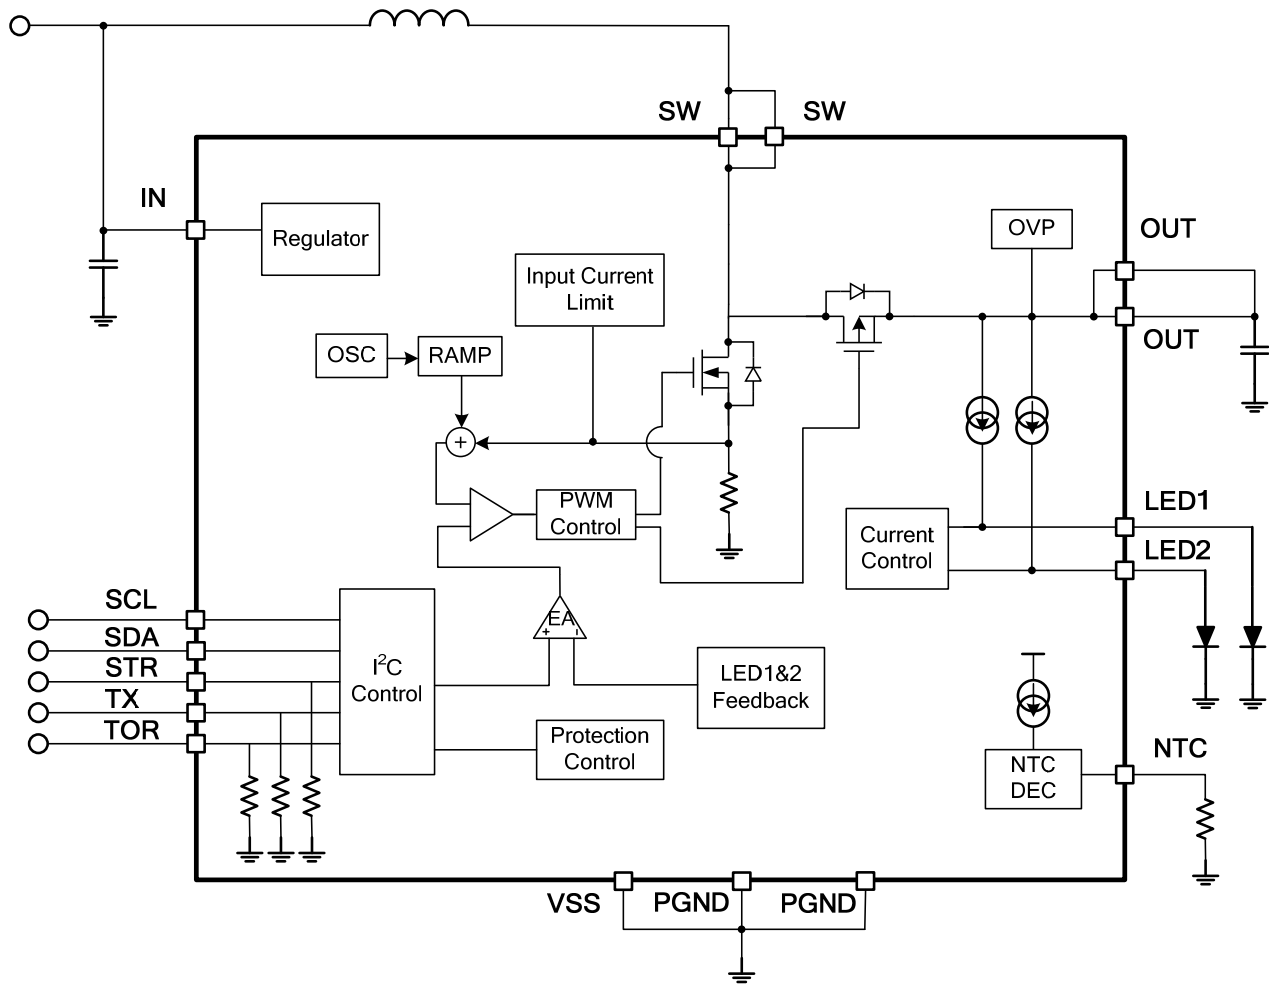 SW
SW
IN
Regulator
OVP
OUT
Input Current
Limit
OSC
RAMP
OUT
+
PWM
Control
LED1
Current
Control
LED2
SCL
EA
+ -
SDA
STR
I²C
Control
LED1&2
Feedback
TX
TOR
Protection
Control
NTC
NTC
DEC
VSS
PGND
PGND